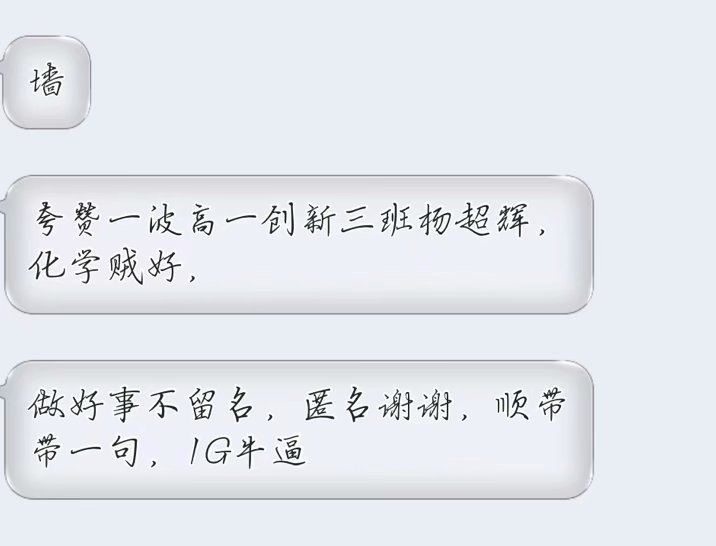 墙
夸赞一波高一创新三班杨超辉，
化学贼好，
做好事不留名，匿名谢谢，顺带
带一句，1G牛逼